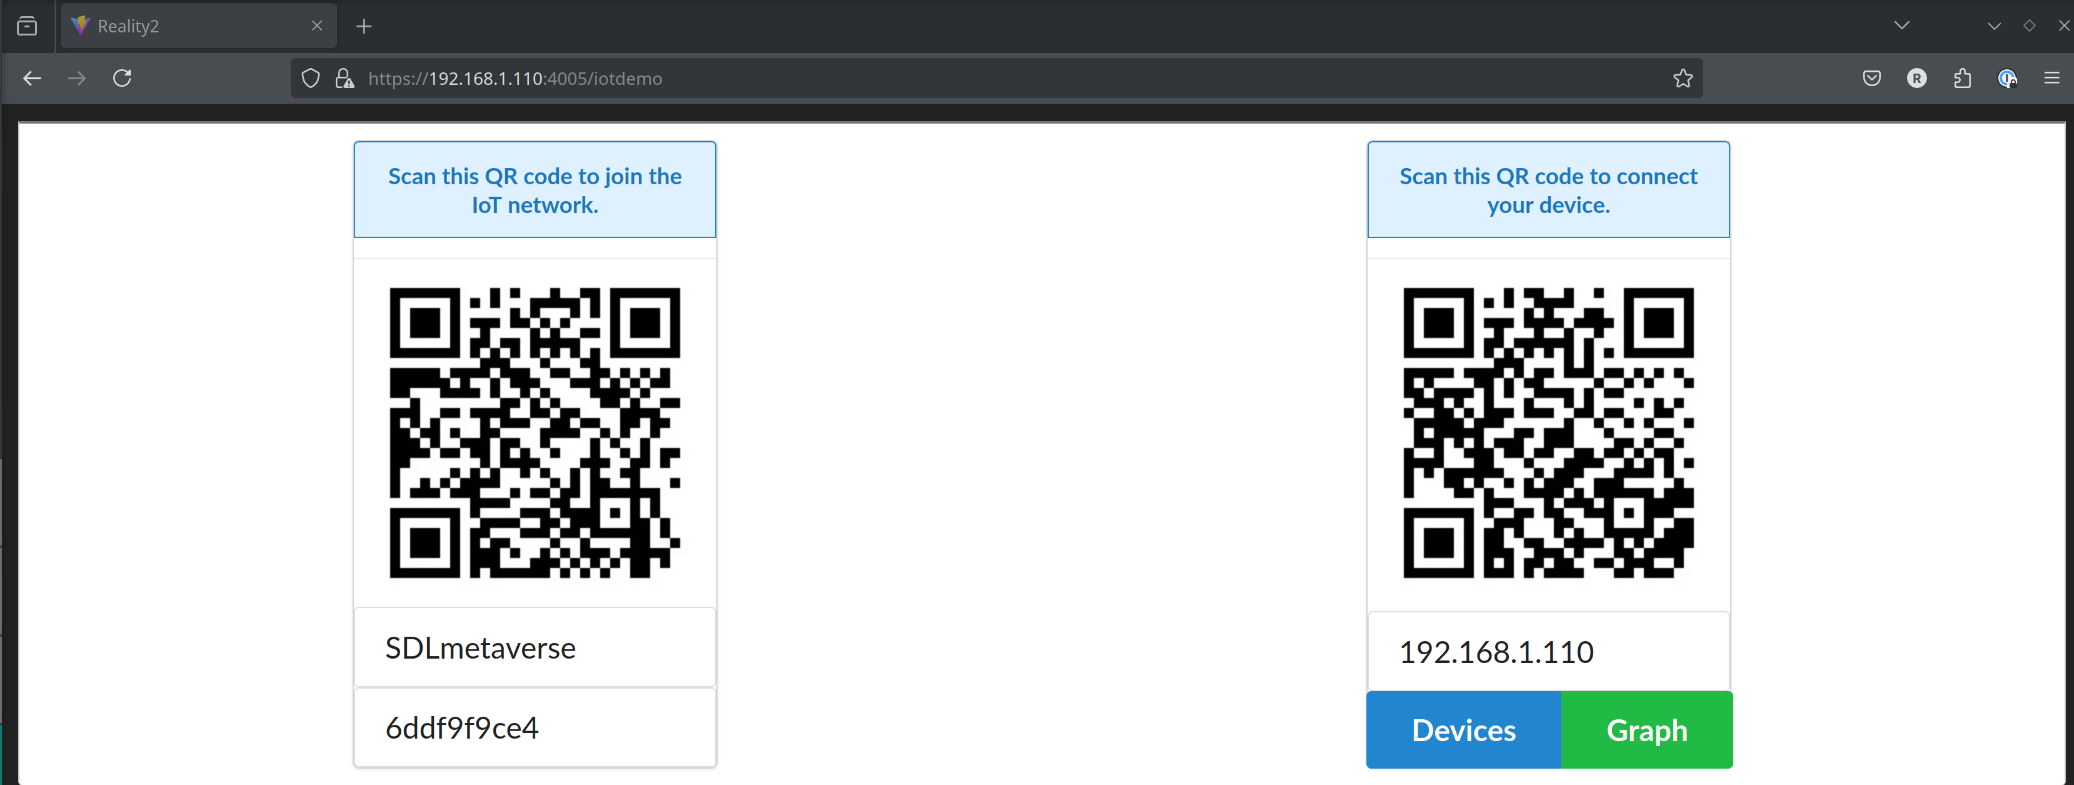 Reality2
https://192.168.1.110:4005/iotdemo
R
Scan this QR code to join the
IoT network.
SDLmetaverse
6ddf9f9ce4
Scan this QR code to connect
your device.
192.168.1.110
Devices
Graph